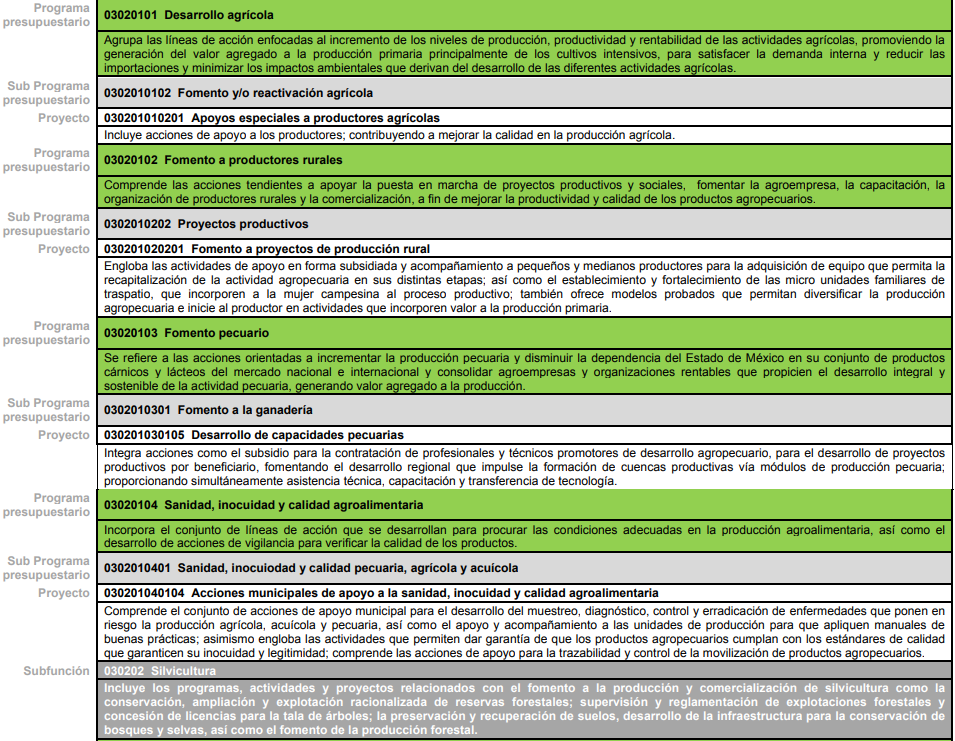 Programa
presupuestario
03020101 Desarrollo agrícola
Agrupa las líneas de acción enfocadas al incremento de los niveles de producción, productividad y rentabilidad de las actividades agrícolas, promoviendo la
generación del valor agregado a la producción primaria principalmente de los cultivos intensivos, para satisfacer la demanda interna y reducir las
importaciones y minimizar los impactos ambientales que derivan del desarrollo de las diferentes actividades agrícolas.
Sub Programa
presupuestario
0302010102 Fomento y/o reactivación agrícola
Proyecto
030201010201 Apoyos especiales a productores agrícolas
Incluye acciones de apoyo a los productores; contribuyendo a mejorar la calidad en la producción agrícola.
Programa
presupuestario
03020102 Fomento a productores rurales
Comprende las acciones tendientes a apoyar la puesta en marcha de proyectos productivos y sociales, fomentar la agroempresa, la capacitación, la
organización de productores rurales y la comercialización, a fin de mejorar la productividad y calidad de los productos agropecuarios.
Sub Programa
presupuestario
0302010202 Proyectos productivos
Proyecto
030201020201 Fomento a proyectos de producción rural
Engloba las actividades de apoyo en forma subsidiada y acompañamiento a pequeños y medianos productores para la adquisición de equipo que permita la
recapitalización de la actividad agropecuaria en sus distintas etapas; así como el establecimiento y fortalecimiento de las micro unidades familiares de
traspatio, que incorporen a la mujer campesina al proceso productivo; también ofrece modelos probados que permitan diversificar la producción
agropecuaria e inicie al productor en actividades que incorporen valor a la producción primaria.
Programa
presupuestario
03020103 Fomento pecuario
Se refiere a las acciones orientadas a incrementar la producción pecuaria y disminuir la dependencia del Estado de México en su conjunto de productos
cárnicos y lácteos del mercado nacional e internacional y consolidar agroempresas y organizaciones rentables que propicien el desarrollo integral y
sostenible de la actividad pecuaria, generando valor agregado a la producción.
Sub Programa
presupuestario
0302010301 Fomento a la ganadería
Proyecto
030201030105 Desarrollo de capacidades pecuarias
Integra acciones como el subsidio para la contratación de profesionales y técnicos promotores de desarrollo agropecuario, para el desarrollo de proyectos
productivos por beneficiario, fomentando el desarrollo regional que impulse la formación de cuencas productivas vía módulos de producción pecuaria;
proporcionando simultáneamente asistencia técnica, capacitación y transferencia de tecnología.
Programa
presupuestario
03020104 Sanidad, inocuidad y calidad agroalimentaria
Incorpora el conjunto de líneas de acción que se desarrollan para procurar las condiciones adecuadas en la producción agroalimentaria, así como el
desarrollo de acciones de vigilancia para verificar la calidad de los productos.
Sub Programa
presupuestario
0302010401 Sanidad, inocuiodad y calidad pecuaria, agrícola y acuícola
Proyecto
030201040104 Acciones municipales de apoyo a la sanidad, inocuidad y calidad agroalimentaria
Comprende el conjunto de acciones de apoyo municipal para el desarrollo del muestreo, diagnóstico, control y erradicación de enfermedades que ponen en
riesgo la producción agrícola, acuícola y pecuaria, así como el apoyo y acompañamiento a las unidades de producción para que apliquen manuales de
buenas prácticas; asimismo engloba las actividades que permiten dar garantía de que los productos agropecuarios cumplan con los estándares de calidad
que garanticen su inocuidad y legitimidad; comprende las acciones de apoyo para la trazabilidad y control de la movilización de productos agropecuarios.
Subfunción
030202 Silvicultura
Incluye los programas, actividades y proyectos relacionados con el fomento a la producción y comercialización de silvicultura como la
conservación, ampliación y explotación racionalizada de reservas forestales; supervisión y reglamentación de explotaciones forestales y
concesión de licencias para la tala de árboles; la preservación y recuperación de suelos, desarrollo de la infraestructura para la conservación de
bosques y selvas, asi como el fomento de la producción forestal.